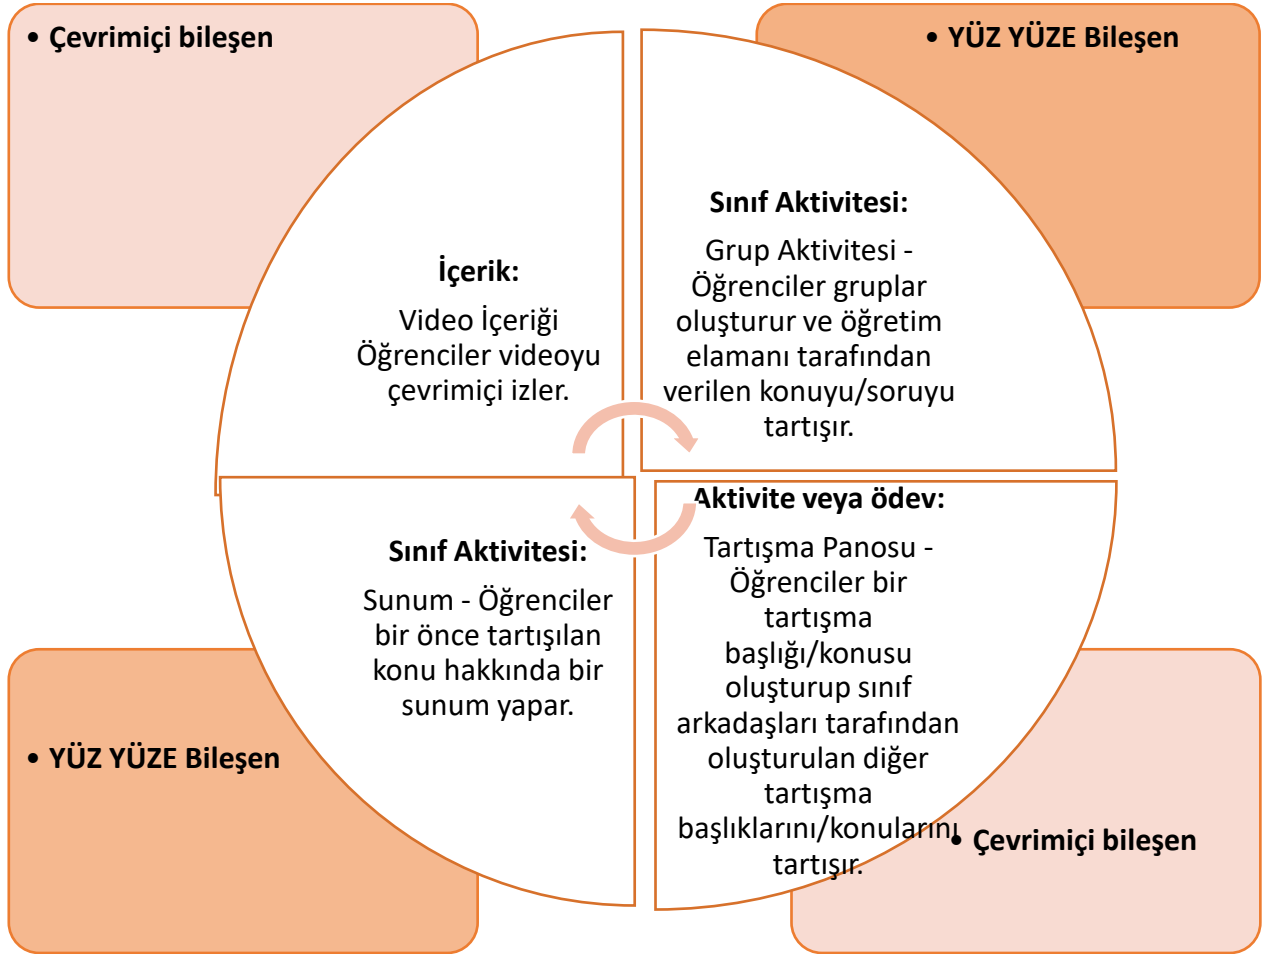 • Çevrimiçi bileşen
İçerik:
Video İçeriği
Öğrenciler videoyu
çevrimiçi izler.
• YÜZ YÜZE Bileşen
Sınıf Aktivitesi:
Grup Aktivitesi -
Öğrenciler gruplar
oluşturur ve öğretim
elamanı tarafından
verilen konuyu/soruyu
tartışır.
Aktivite veya ödev:
Tartışma Panosu -
Öğrenciler bir
tartışma
başlığı/konusu
oluşturup sınıf
arkadaşları tarafından
oluşturulan diğer
tartışma
başlıklarını/konularını
tartışır.
• Çevrimiçi bileşen
Sınıf Aktivitesi:
Sunum - Öğrenciler
bir önce tartışılan
konu hakkında bir
sunum yapar.
• YÜZ YÜZE Bileşen